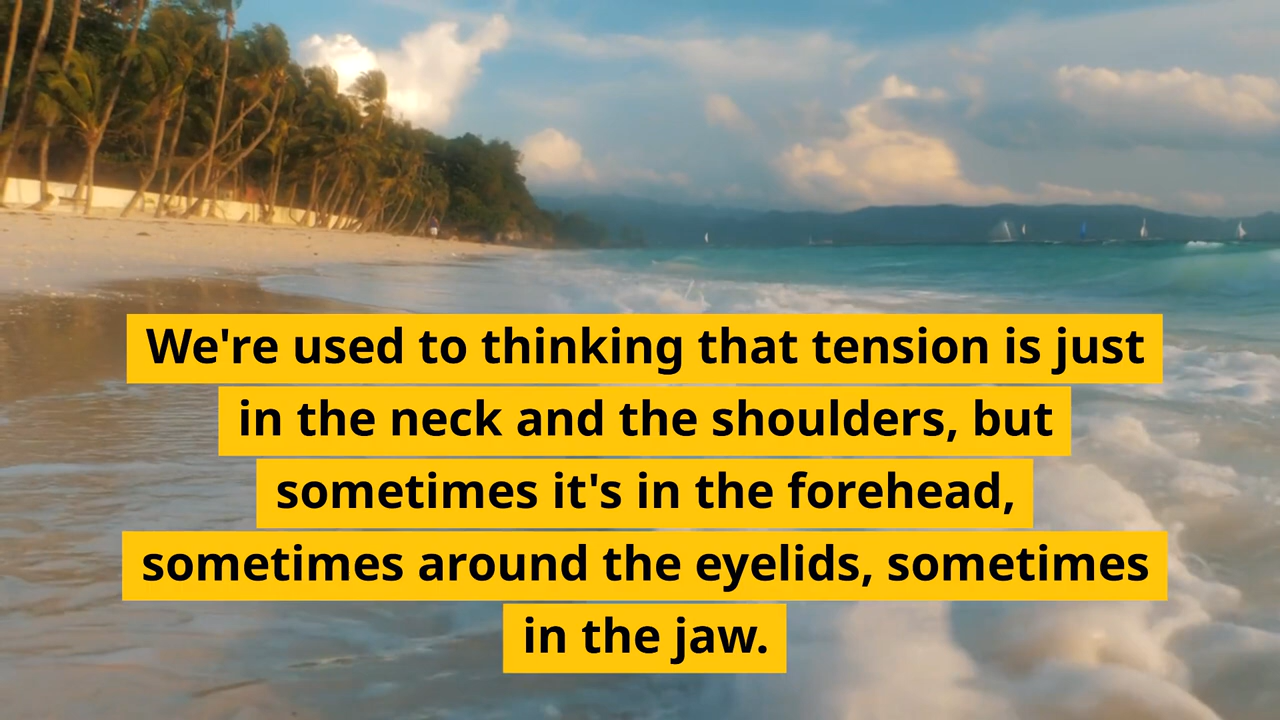 We're used to thinking that tension is just
in the neck and the shoulders, but
sometimes it's in the forehead,
sometimes around the eyelids, sometimes
in the jaw.